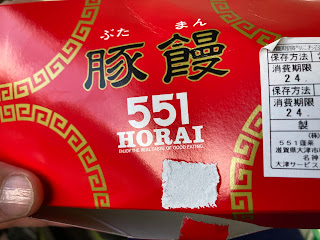 ぶた まん
豚饅
551
HORAI
ENJOY THE REAL TASTE OF GOOD EATING.
保存方法
消費期限
24.
保存方法
消費期限
24.
製
(株)
５５１蓬莱
滋賀県大津市
名神
大津サービス